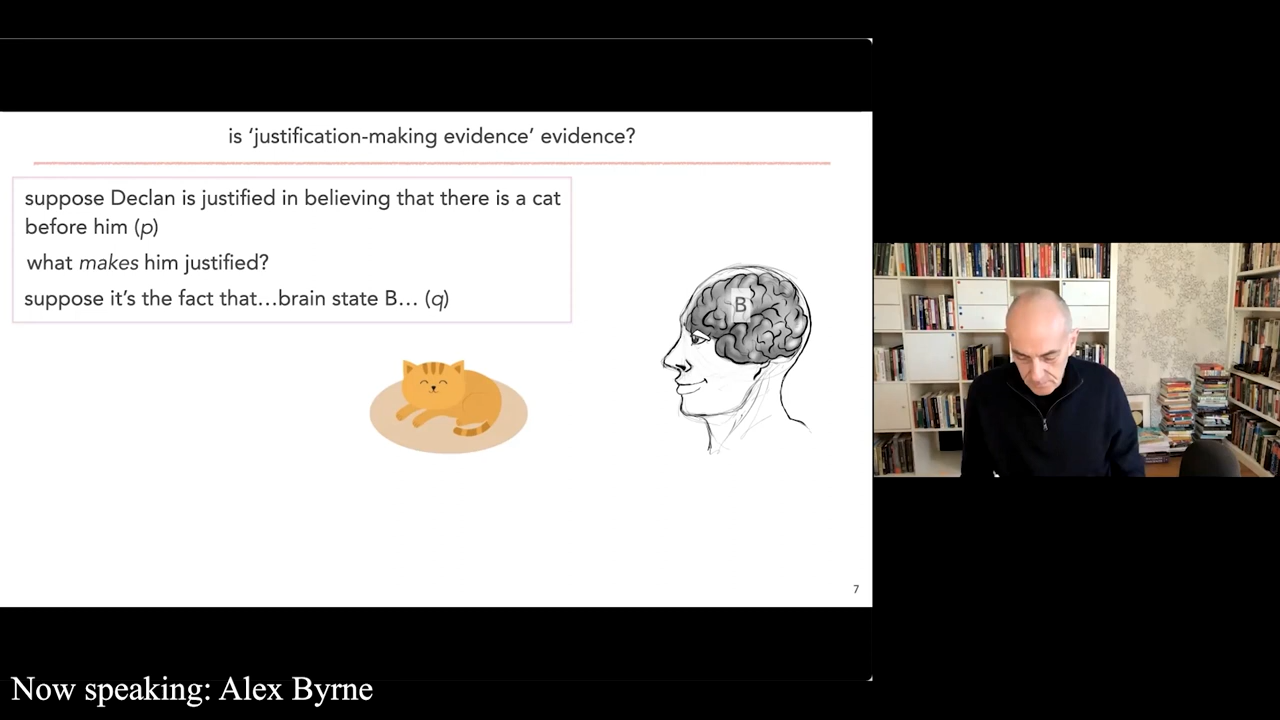 is ‘justification-making evidence’ evidence?
suppose Declan is justified in believing that there is a cat
before him (p)
what makes him justified?
suppose it’s the fact that…brain state B… (q)
B
7
Now speaking: Alex Byrne